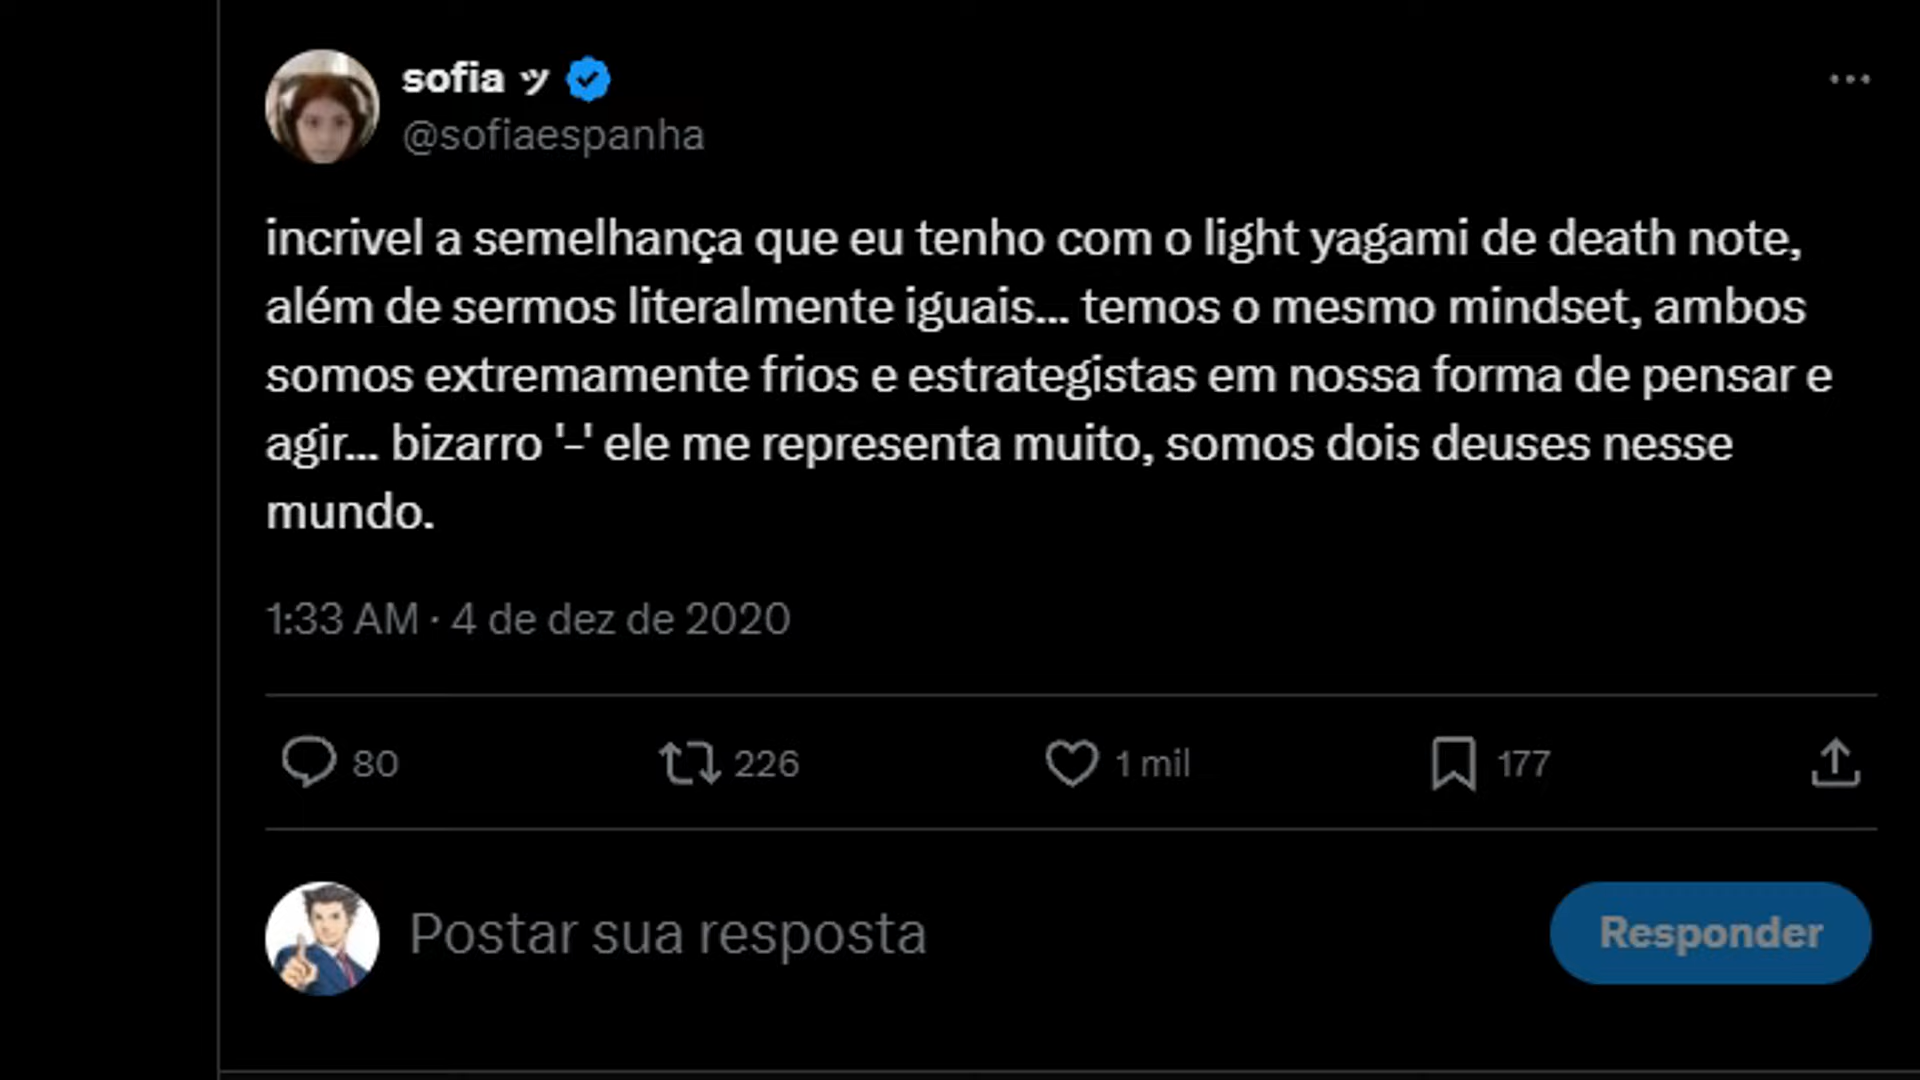 sofia ツ
@sofiaespanha
incrivel a semelhança que eu tenho com o light yagami de death note,
além de sermos literalmente iguais... temos o mesmo mindset, ambos
somos extremamente frios e estrategistas em nossa forma de pensar e
agir... bizarro '-' ele me representa muito, somos dois deuses nesse
mundo.
1:33 AM · 4 de dez de 2020
80 226 1 mil 177
Postar sua resposta Responder